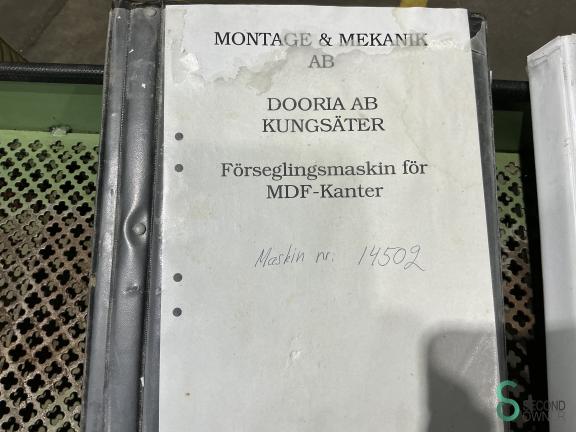 MONTAGE & MEKANIK
AB
DOORIA AB
KUNGSÄTER
Förseglingsmaskin för
MDF-Kanter
Maskin nr: 14502
SECOND
OWNER